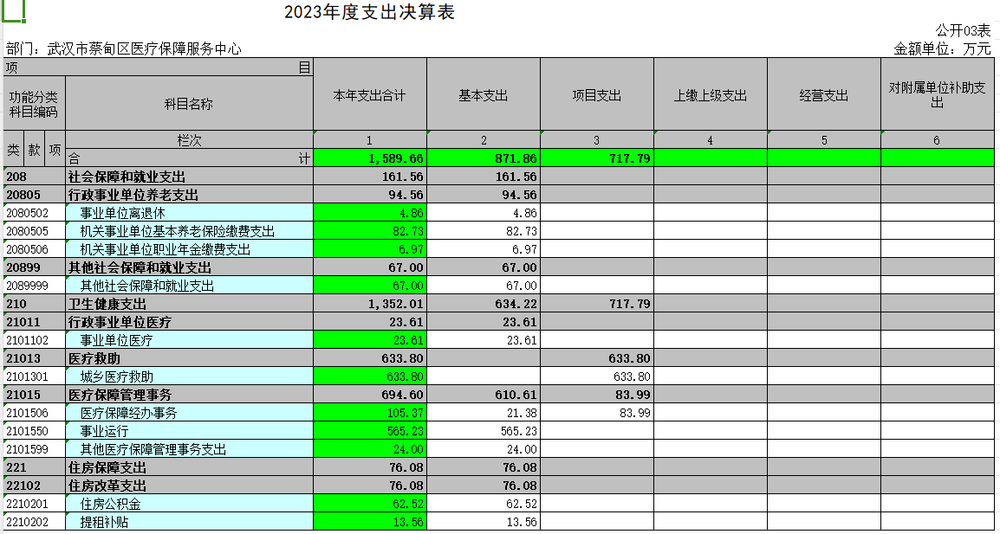 2023年度支出决算表
公开03表
部门：武汉市蔡甸区医疗保障服务中心 金额单位：万元
项 目 本年支出合计 基本支出 项目支出 上缴上级支出 经营支出 对附属单位补助支出
功能分类科目编码 科目名称
类 款 项 栏次 1 2 3 4 5 6
合 计 1,589.66 871.86 717.79
208 社会保障和就业支出 161.56 161.56
20805 行政事业单位养老支出 94.56 94.56
2080502 事业单位离退休 4.86 4.86
2080505 机关事业单位基本养老保险缴费支出 82.73 82.73
2080506 机关事业单位职业年金缴费支出 6.97 6.97
20899 其他社会保障和就业支出 67.00 67.00
2089999 其他社会保障和就业支出 67.00 67.00
210 卫生健康支出 1,352.01 634.22 717.79
21011 行政事业单位医疗 23.61 23.61
2101102 事业单位医疗 23.61 23.61
21013 医疗救助 633.80 633.80
2101301 城乡医疗救助 633.80 633.80
21015 医疗保障管理事务 694.60 610.61 83.99
2101506 医疗保障经办事务 105.37 21.38 83.99
2101550 事业运行 565.23 565.23
2101599 其他医疗保障管理事务支出 24.00 24.00
221 住房保障支出 76.08 76.08
22102 住房改革支出 76.08 76.08
2210201 住房公积金 62.52 62.52
2210202 提租补贴 13.56 13.56